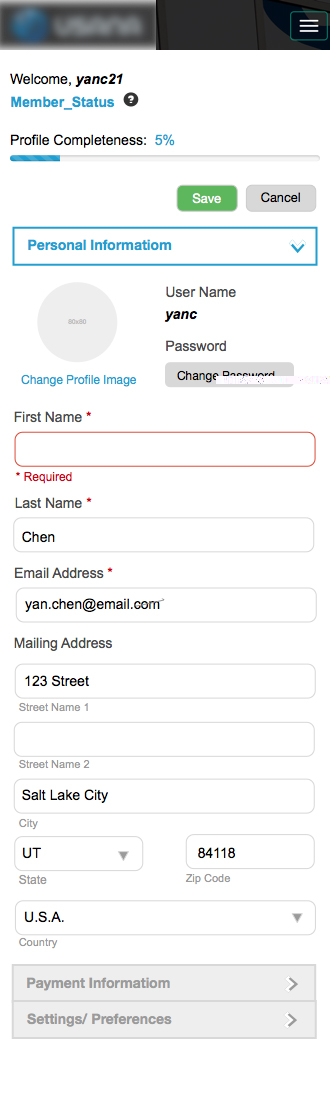 USANA
Welcome, yanc21
Member_Status ?
Profile Completeness: 5%
Save
Cancel
Personal Informatiom
80x80
Change Profile Image
User Name
yanc
Password
Change Password
First Name *
* Required
Last Name *
Chen
Email Address *
yan.chen@email.com
Mailing Address
123 Street
Street Name 1
Street Name 2
Salt Lake City
City
UT
State
84118
Zip Code
U.S.A.
Country
Payment Informatiom
Settings/ Preferences